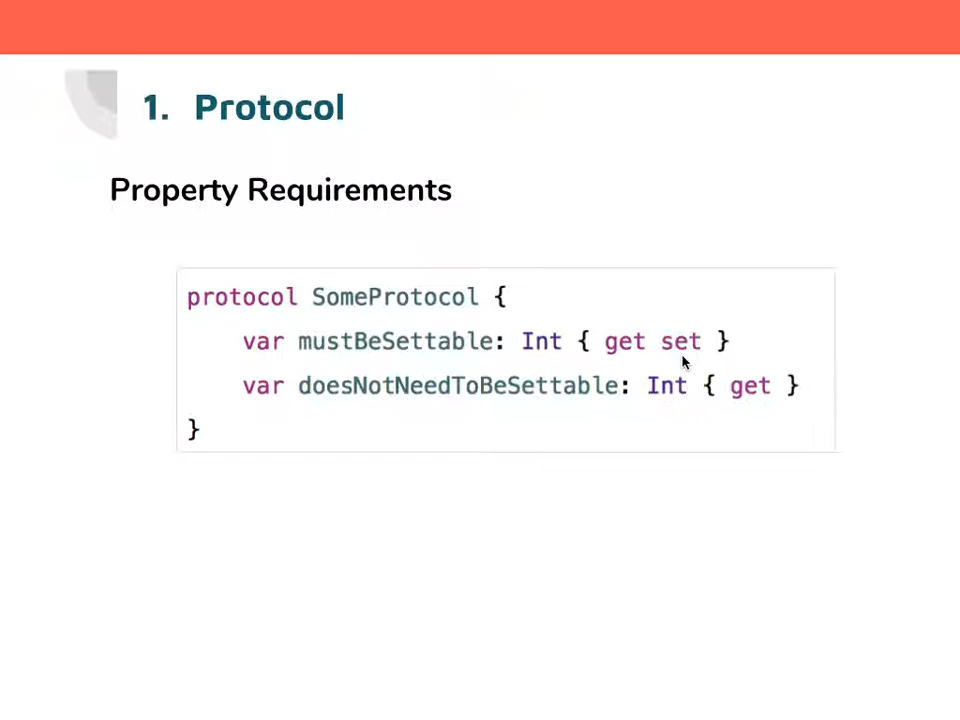 1. Protocol
Property Requirements
protocol SomeProtocol {
    var mustBeSettable: Int { get set }
    var doesNotNeedToBeSettable: Int { get }
}